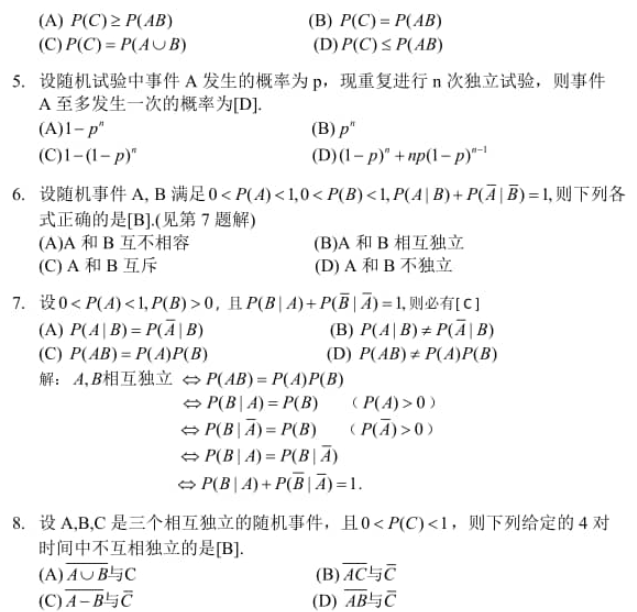 (A) P(C) ≥ P(AB) (B) P(C) = P(AB)
(C) P(C) = P(A∪B) (D) P(C) ≤ P(AB)
5. 设随机试验中事件 A 发生的概率为 p，现重复进行 n 次独立试验，则事件
A 至多发生一次的概率为[D].
(A)1−pⁿ (B) pⁿ
(C)1−(1−p)ⁿ (D)(1−p)ⁿ+np(1−p)ⁿ⁻¹
6. 设随机事件 A, B 满足 0<P(A)<1,0<P(B)<1,P(A|B)+P(A̅|B̅)=1,则下列各
式正确的是[B].(见第 7 题解)
(A)A 和 B 互不相容 (B)A 和 B 相互独立
(C) A 和 B 互斥 (D) A 和 B 不独立
7. 设 0<P(A)<1,P(B)>0，且 P(B|A)+P(B̅|A̅)=1,则必有[C]
(A) P(A|B)=P(A̅|B) (B) P(A|B)≠P(A̅|B)
(C) P(AB)=P(A)P(B) (D) P(AB)≠P(A)P(B)
解：A,B相互独立 ⇔ P(AB)=P(A)P(B)
⇔ P(B|A)=P(B) （P(A)>0）
⇔ P(B|A̅)=P(B) （P(A̅)>0）
⇔ P(B|A)=P(B|A̅)
⇔ P(B|A)+P(B̅|A̅)=1.
8. 设 A,B,C 是三个相互独立的随机事件，且 0<P(C)<1，则下列给定的 4 对
时间中不互相独立的是[B].
(A) A̅∪̅B̅与C (B) A̅C̅与C̅
(C) A̅−̅B̅与C̅ (D) A̅B̅与C̅